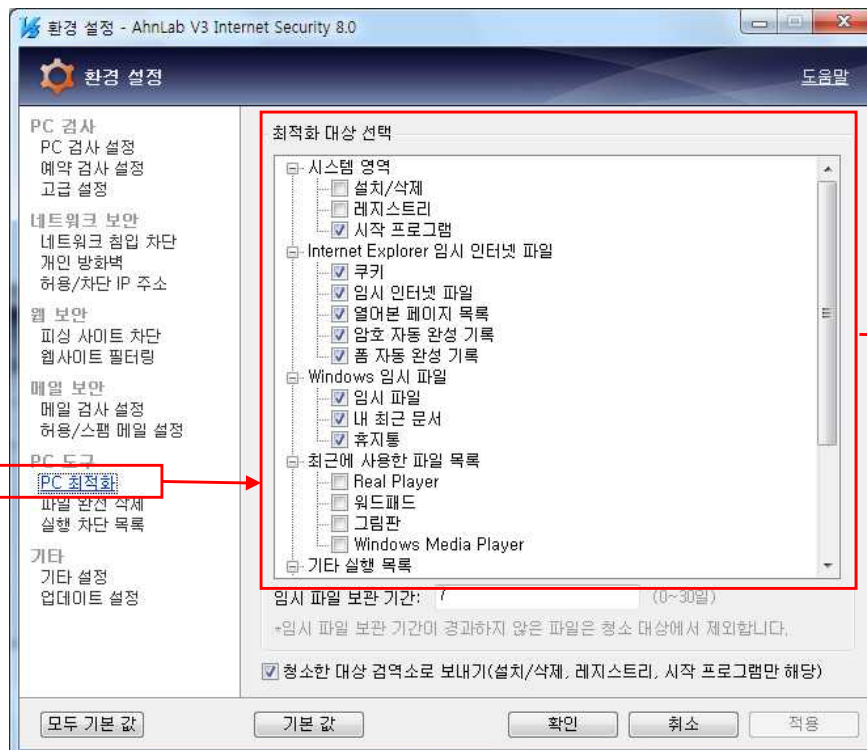 환경 설정 - AhnLab V3 Internet Security 8.0
환경 설정
도움말
PC 검사
PC 검사 설정
예약 검사 설정
고급 설정
네트워크 보안
네트워크 침입 차단
개인 방화벽
허용/차단 IP 주소
웹 보안
피싱 사이트 차단
웹사이트 필터링
메일 보안
메일 검사 설정
허용/스팸 메일 설정
PC 도구
PC 최적화
파일 완전 삭제
실행 차단 목록
기타
기타 설정
업데이트 설정
최적화 대상 선택
시스템 영역
설치/삭제
레지스트리
시작 프로그램
Internet Explorer 임시 인터넷 파일
쿠키
임시 인터넷 파일
열어본 페이지 목록
암호 자동 완성 기록
폼 자동 완성 기록
Windows 임시 파일
임시 파일
내 최근 문서
휴지통
최근에 사용한 파일 목록
Real Player
워드패드
그림판
Windows Media Player
기타 실행 목록
임시 파일 보관 기간: 7 (0~30일)
*임시 파일 보관 기간이 경과하지 않은 파일은 청소 대상에서 제외합니다.
청소한 대상 검역소로 보내기(설치/삭제, 레지스트리, 시작 프로그램만 해당)
모두 기본 값 기본 값 확인 취소 적용